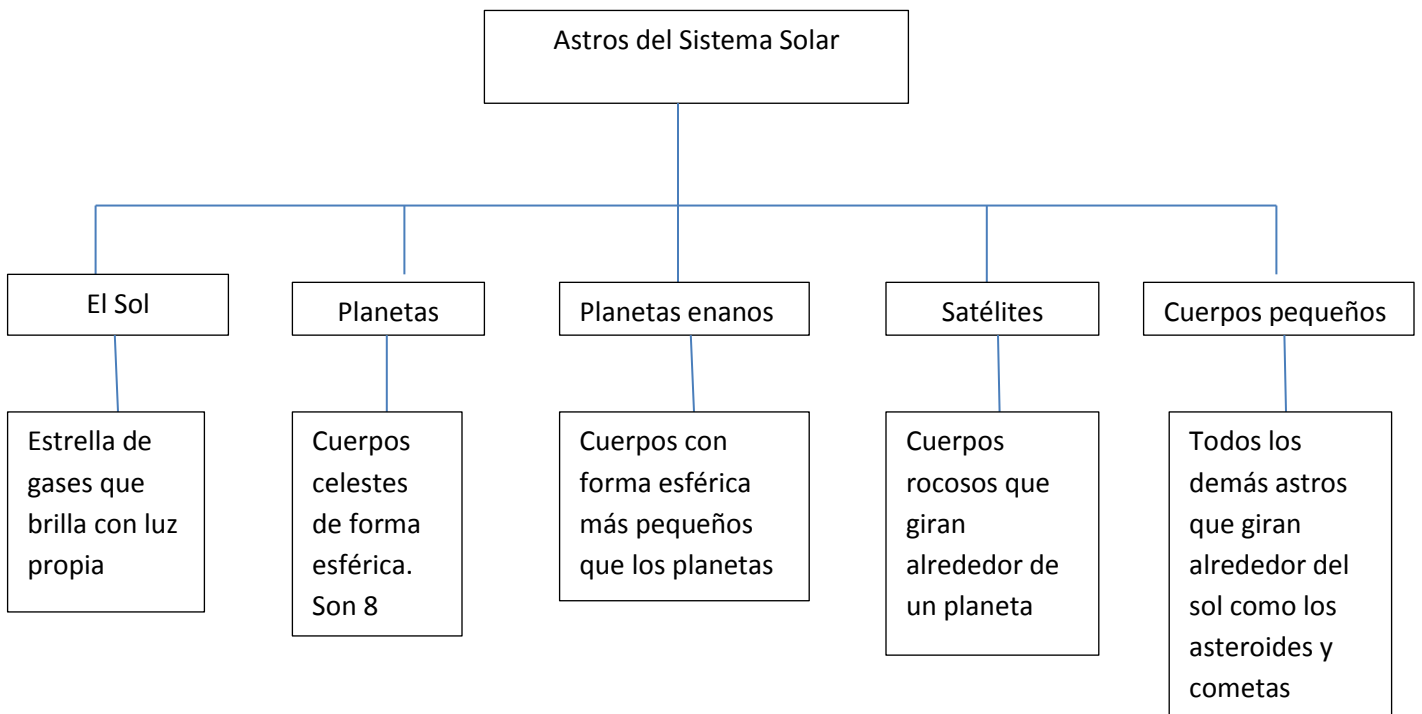 Astros del Sistema Solar
El Sol
Planetas
Planetas enanos
Satélites
Cuerpos pequeños
Estrella de
gases que
brilla con luz
propia
Cuerpos
celestes
de forma
esférica.
Son 8
Cuerpos con
forma esférica
más pequeños
que los planetas
Cuerpos
rocosos que
giran
alrededor de
un planeta
Todos los
demás astros
que giran
alrededor del
sol como los
asteroides y
cometas